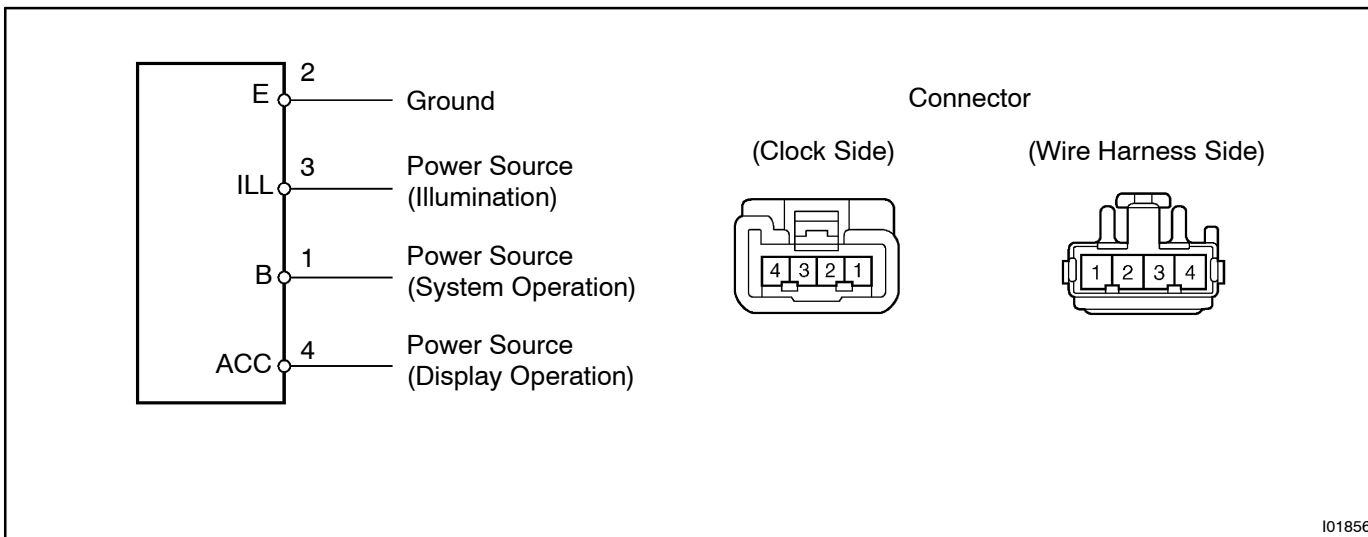 E 2 Ground
ILL 3 Power Source
(Illumination)
B 1 Power Source
(System Operation)
ACC 4 Power Source
(Display Operation)
Connector
(Clock Side) (Wire Harness Side)
4 3 2 1
1 2 3 4
I01856